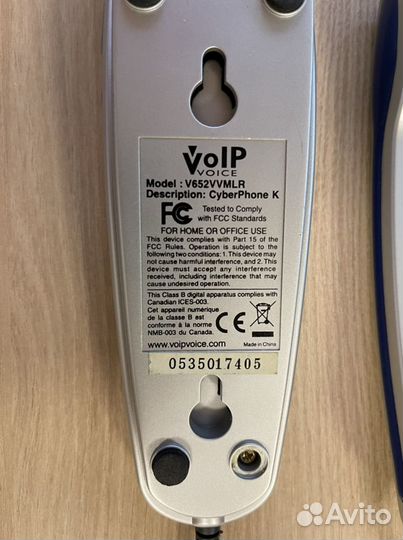 VoIP
VOICE
Model : V652VVMLR
Description: CyberPhone K
FC Tested to Comply
with FCC Standards
FOR HOME OR OFFICE USE
This device complies with Part 15 of the
FCC Rules. Operation is subject to the
following two conditions: 1.This device may
not cause harmful interference, and 2. This
device must accept any interference
received, including interference that may
cause undesired operation.
This Class B digital apparatus complies with
Canadian ICES-003.
Cet appareil numérique
de la classe B est
conforme à la norme
NMB-003 du Canada.
CE
www.voipvoice.com
Made in China
0535017405
Avito